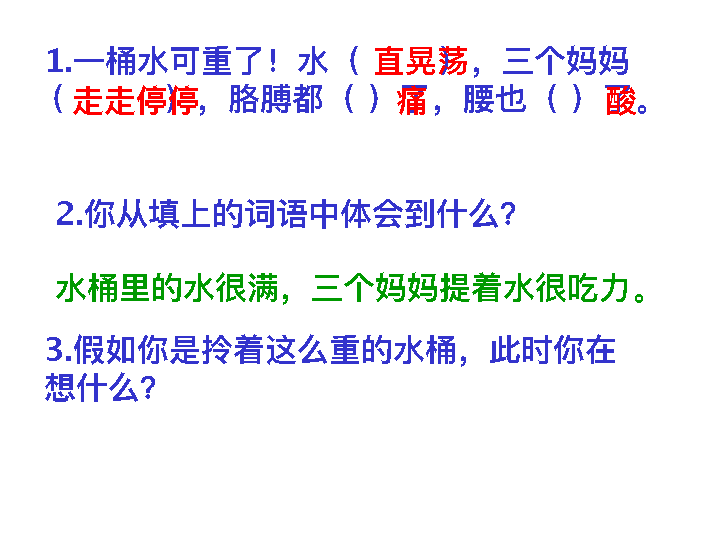 1.一桶水可重了！水（ 直晃荡），三个妈妈
（ 走走停停），胳膊都（ ）痛了，腰也（ ）酸了。
2.你从填上的词语中体会到什么？
水桶里的水很满，三个妈妈提着水很吃力。
3.假如你是拎着这么重的水桶，此时你在
想什么？